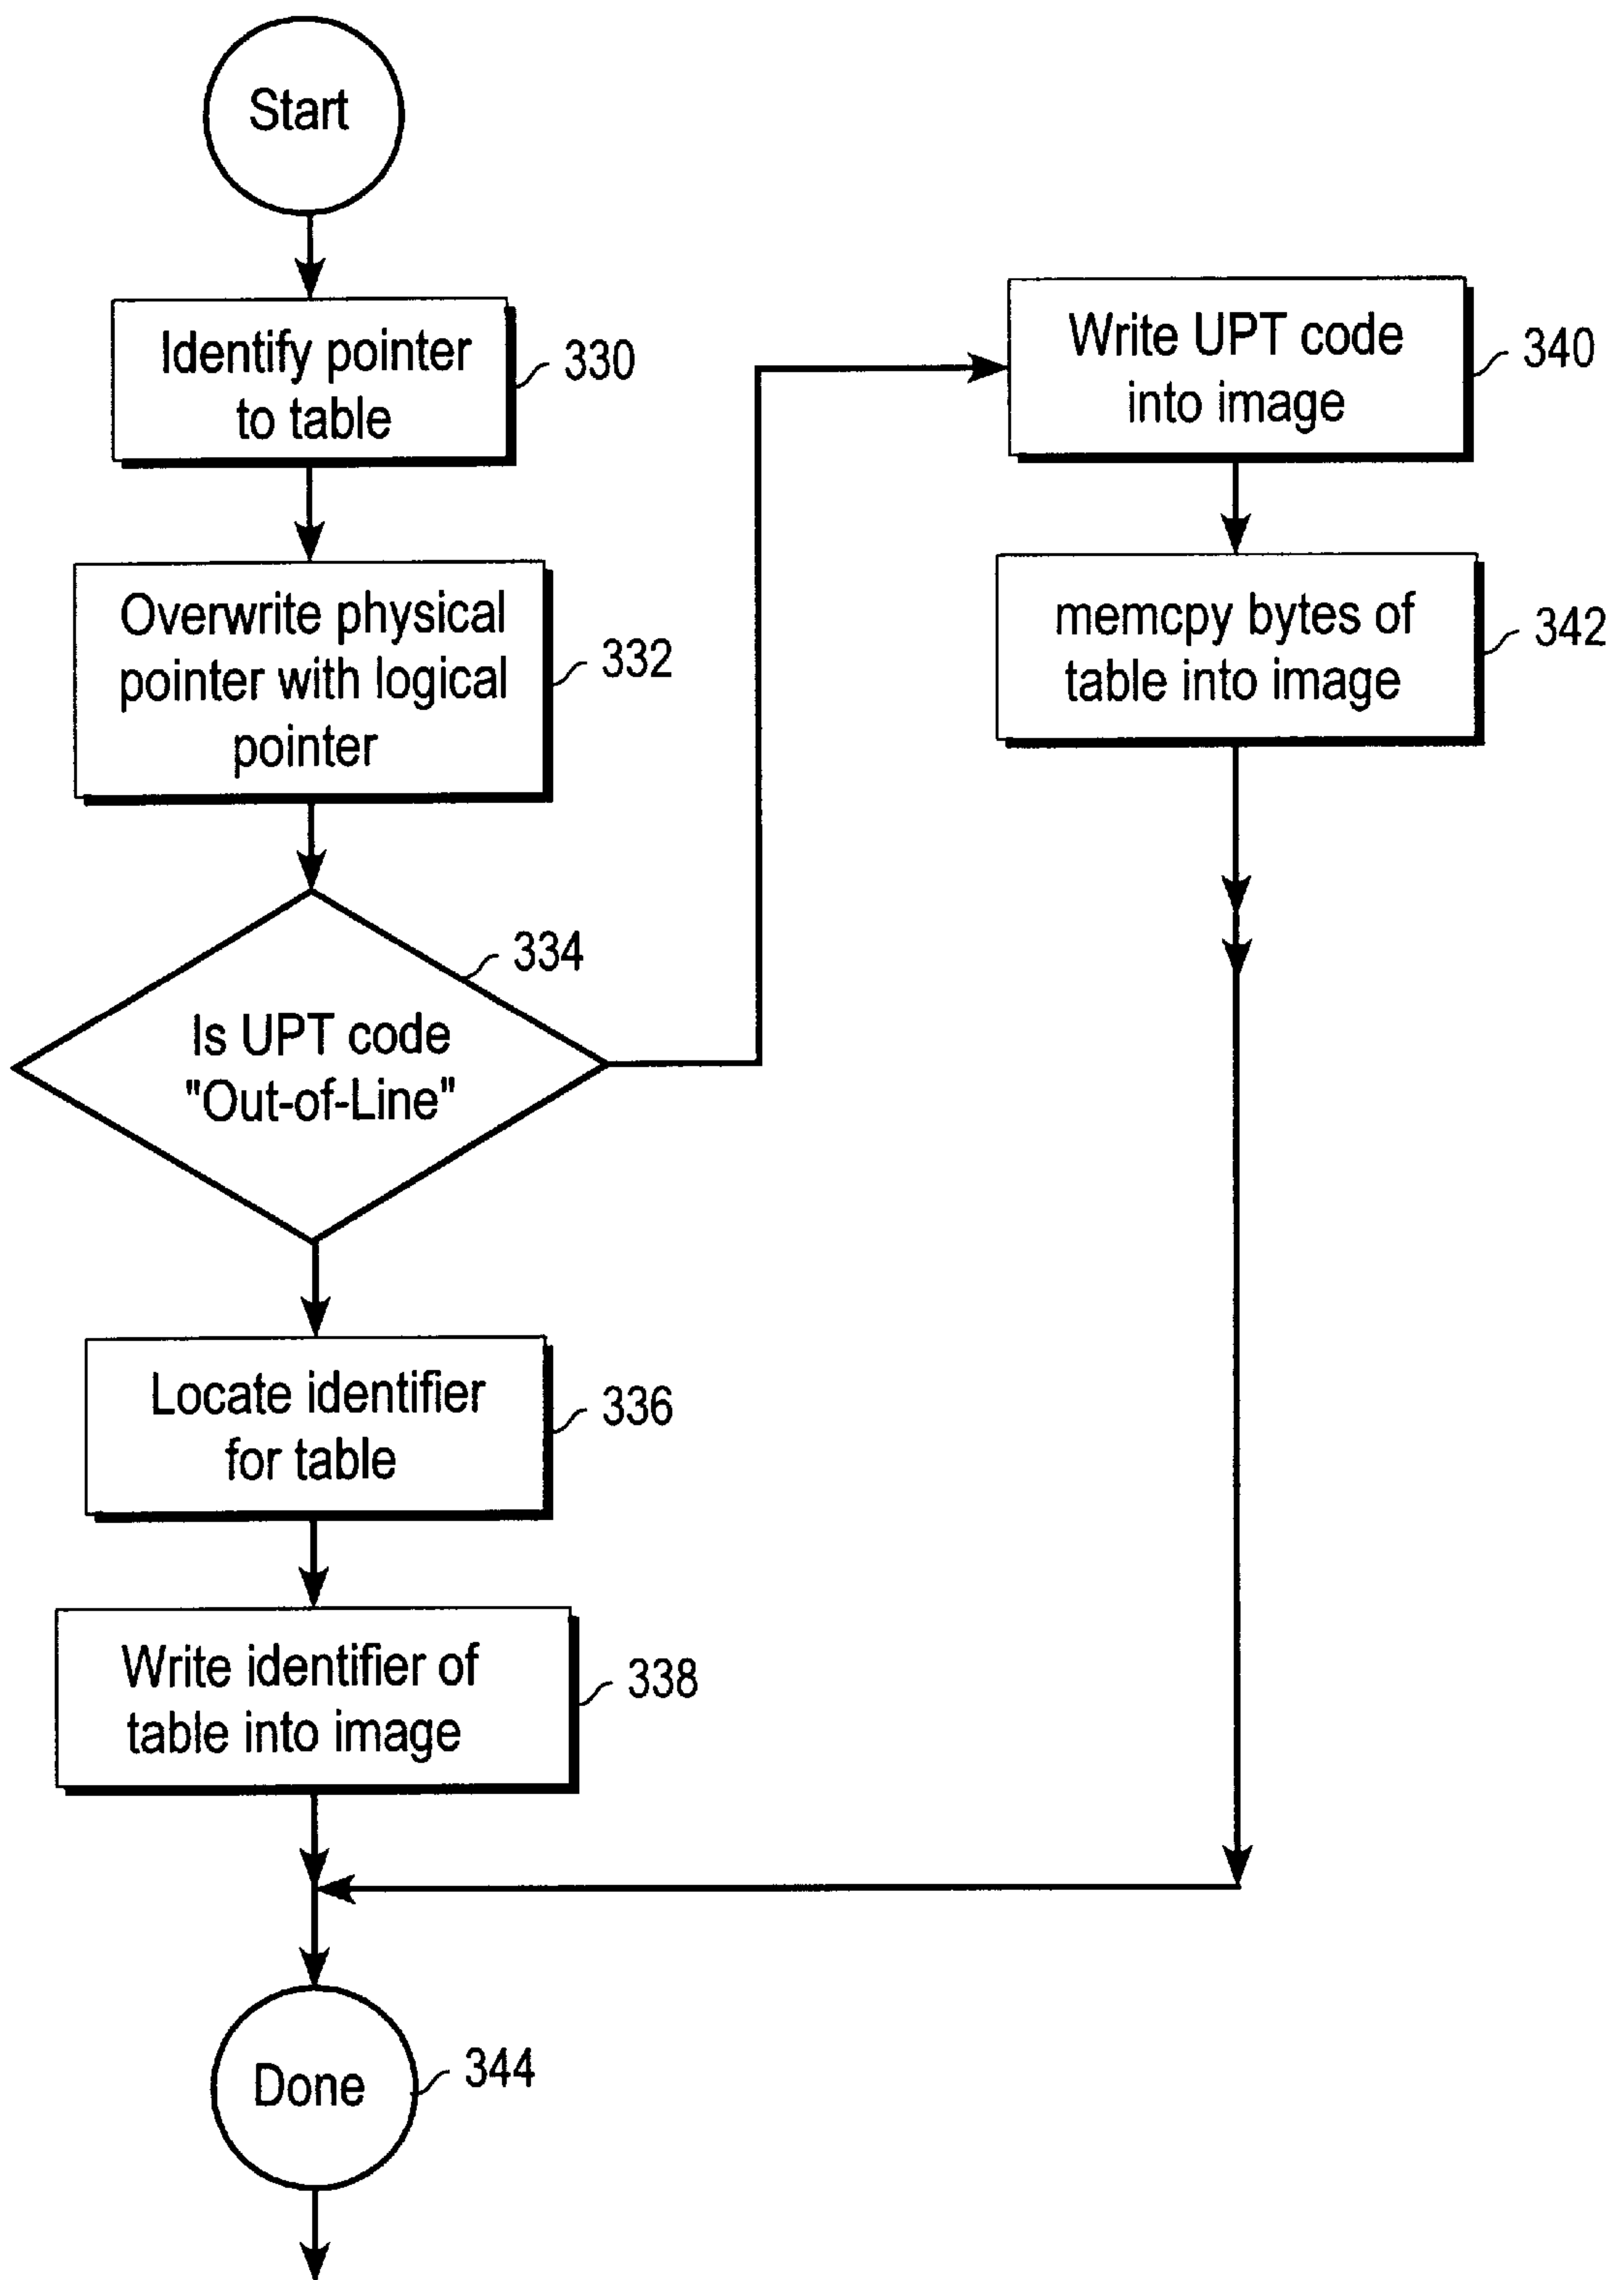 Start
Identify pointer
to table
330
Overwrite physical
pointer with logical
pointer
332
334
Is UPT code
"Out-of-Line"
Locate identifier
for table
336
Write identifier of
table into image
338
Write UPT code
into image
340
memcpy bytes of
table into image
342
Done
344